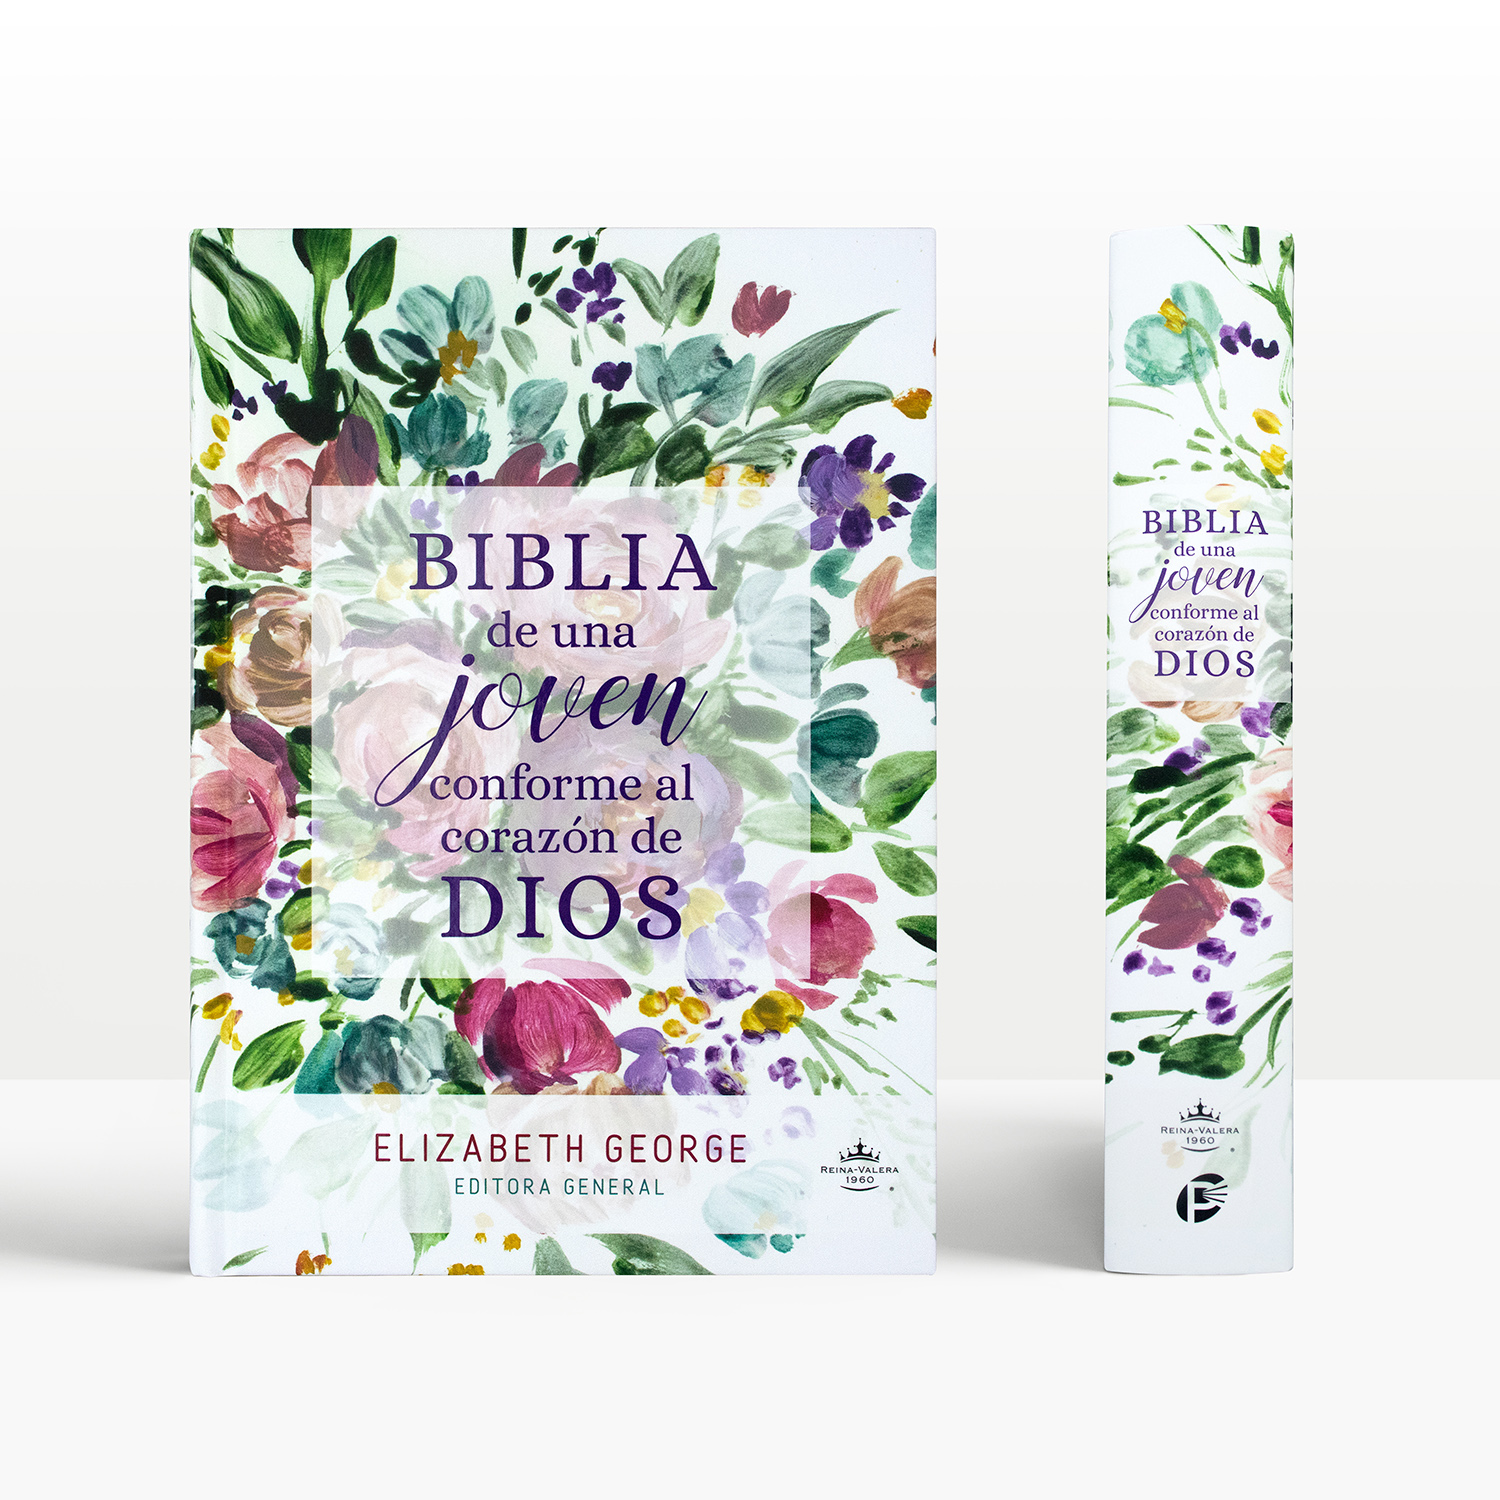 BIBLIA
de una
joven
conforme al
corazón de
DIOS
ELIZABETH GEORGE
EDITORA GENERAL
REINA-VALERA
1960
BIBLIA
de una
joven
conforme al
corazón de
DIOS
REINA-VALERA
1960